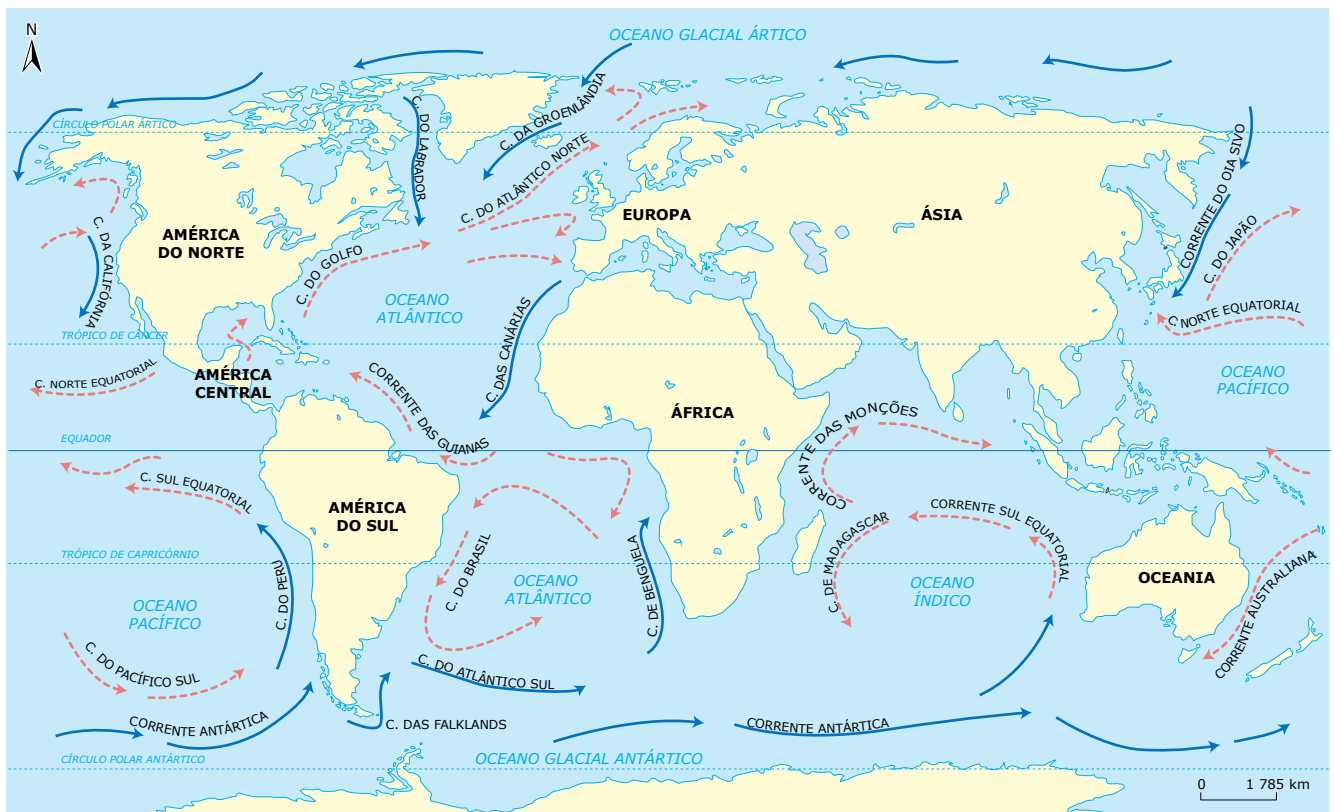 N
OCEANO GLACIAL ÁRTICO
CÍRCULO POLAR ÁRTICO
C. DO LABRADOR
C. DA GROENLÂNDIA
C. DO ATLÂNTICO NORTE
CORRENTE DO OIA SIVO
C. DO JAPÃO
C. NORTE EQUATORIAL
C. DA CALIFÓRNIA
AMÉRICA
DO NORTE
EUROPA
ÁSIA
C. DO GOLFO
OCEANO
ATLÂNTICO
C. DAS CANÁRIAS
TRÓPICO DE CÂNCER
C. NORTE EQUATORIAL
AMÉRICA
CENTRAL
CORRENTE DAS GUIANAS
ÁFRICA
CORRENTE DAS MONÇÕES
OCEANO
PACÍFICO
EQUADOR
C. SUL EQUATORIAL
AMÉRICA
DO SUL
CORRENTE SUL EQUATORIAL
C. DE MADAGASCAR
TRÓPICO DE CAPRICÓRNIO
C. DO PERU
C. DO BRASIL
OCEANO
ATLÂNTICO
C. DE BENGUELA
OCEANO
ÍNDICO
OCEANIA
CORRENTE AUSTRALIANA
OCEANO
PACÍFICO
C. DO PACÍFICO SUL
C. DO ATLÂNTICO SUL
CORRENTE ANTÁRTICA
C. DAS FALKLANDS
CORRENTE ANTÁRTICA
CÍRCULO POLAR ANTÁRTICO
OCEANO GLACIAL ANTÁRTICO
0 1 785 km